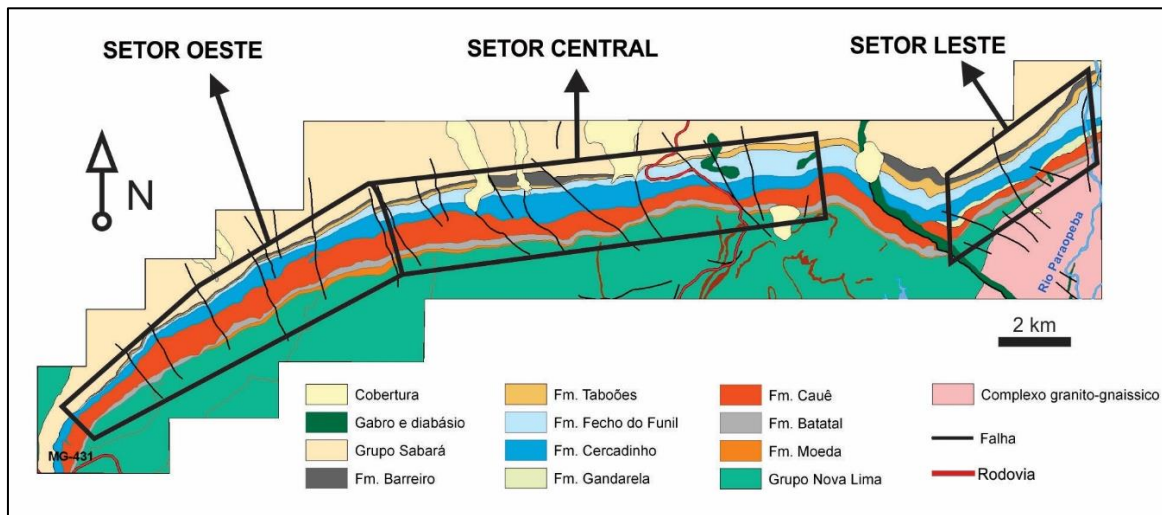 SETOR OESTE
SETOR CENTRAL
SETOR LESTE
N
Rio Paraopeba
2 km
MG-431
Cobertura
Gabro e diabásio
Grupo Sabará
Fm. Barreiro
Fm. Taboões
Fm. Fecho do Funil
Fm. Cercadinho
Fm. Gandarela
Fm. Cauê
Fm. Batatal
Fm. Moeda
Grupo Nova Lima
Complexo granito-gnaissico
Falha
Rodovia